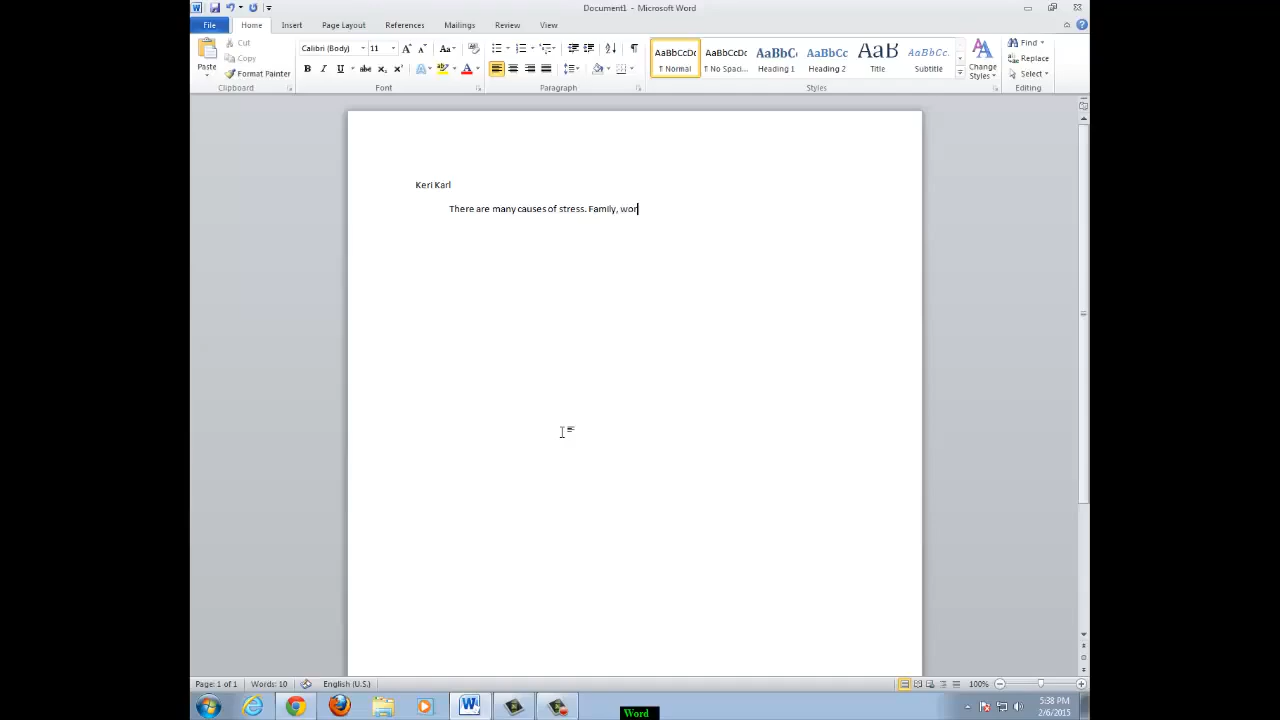 Document1 - Microsoft Word
File Home Insert Page Layout References Mailings Review View
Cut
Copy
Format Painter
Paste
Clipboard
Calibri (Body) 11
Font
Paragraph
AaBbCcDc AaBbCcDc AaBbC AaBbCc AaB AaBbCc.
¶ Normal ¶ No Spaci... Heading 1 Heading 2 Title Subtitle
Change Styles
Styles
Find
Replace
Select
Editing
Keri Karl
There are many causes of stress. Family, wor
Page: 1 of 1 Words: 10 English (U.S.) 100%
Word
5:38 PM
2/6/2015